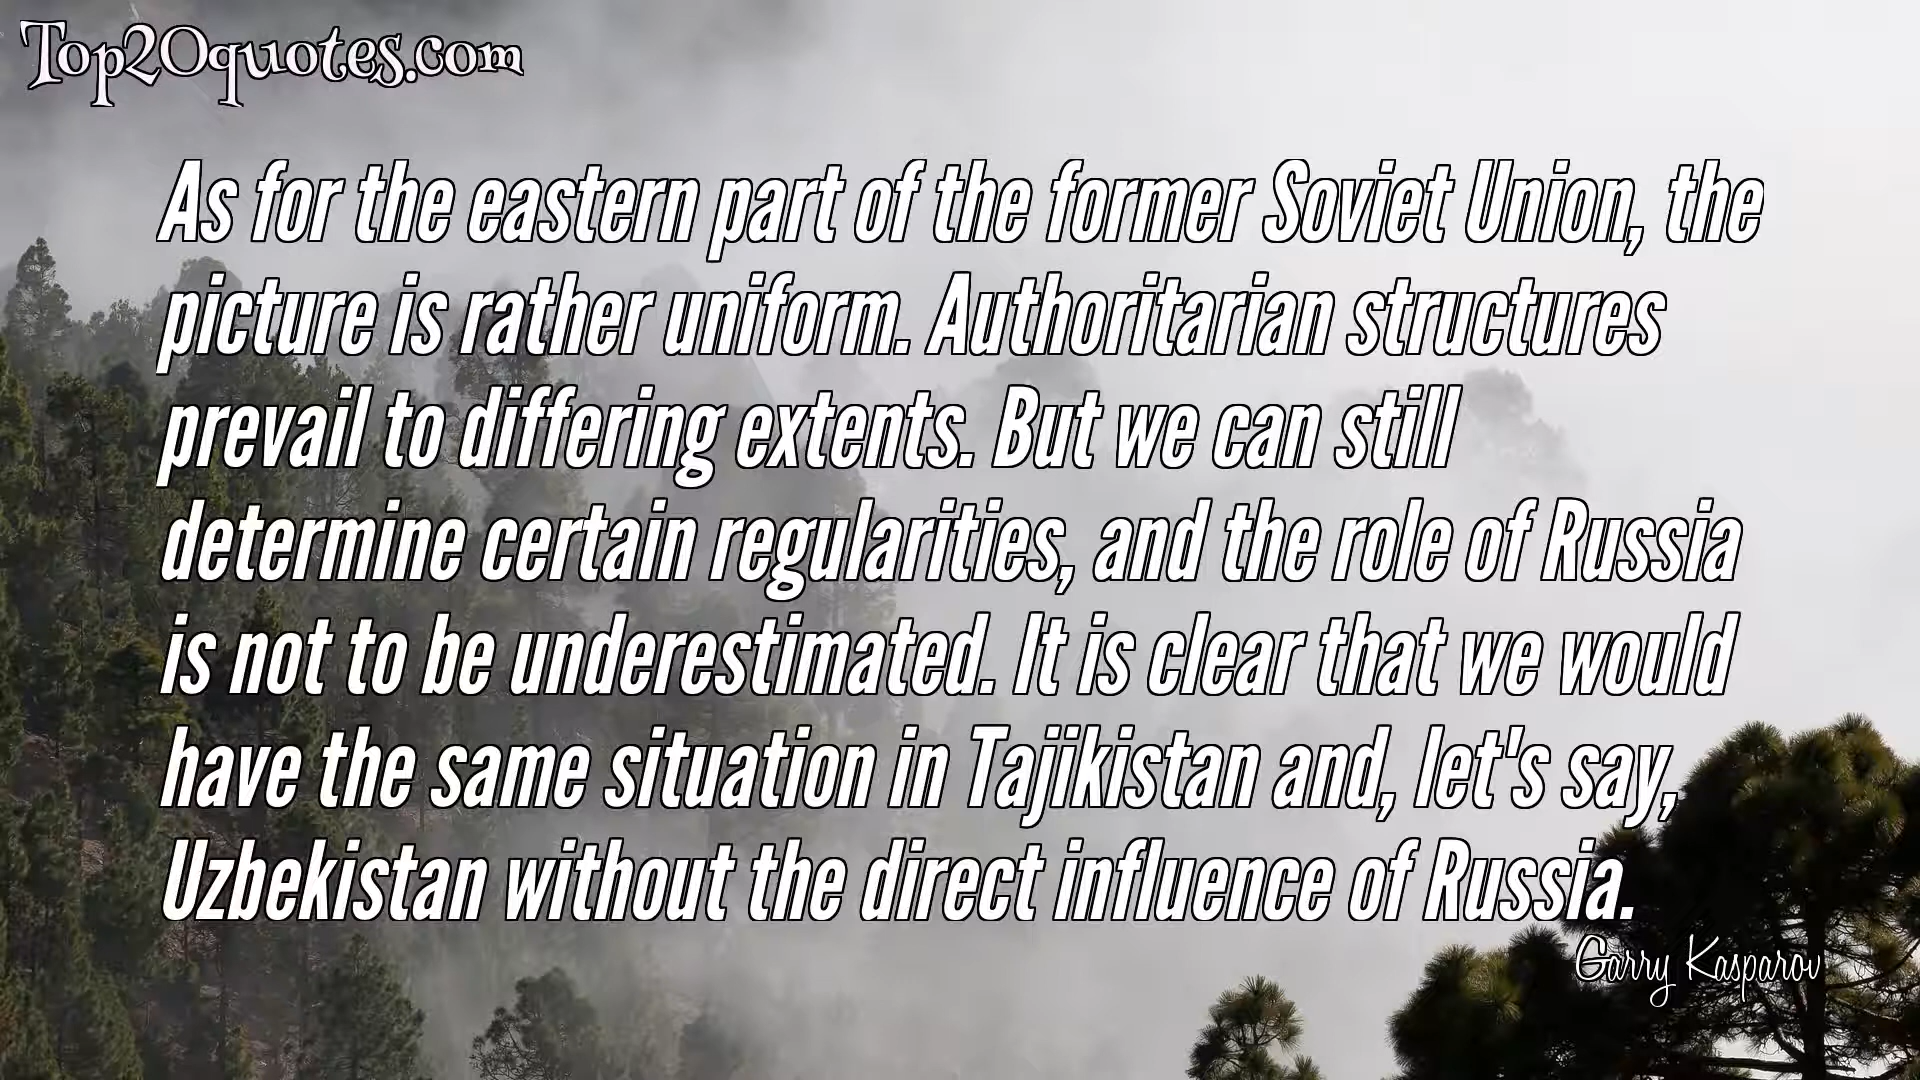 Top20quotes.com
As for the eastern part of the former Soviet Union, the
picture is rather uniform. Authoritarian structures
prevail to differing extents. But we can still
determine certain regularities, and the role of Russia
is not to be underestimated. It is clear that we would
have the same situation in Tajikistan and, let's say,
Uzbekistan without the direct influence of Russia.
Garry Kasparov